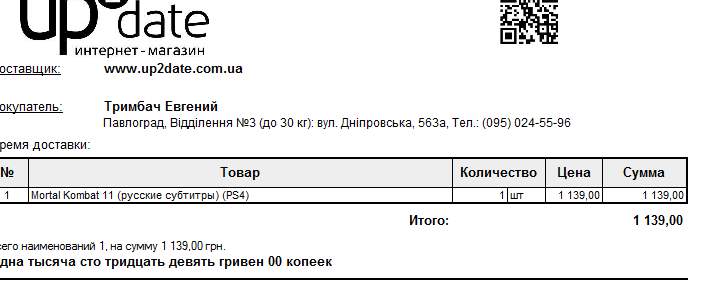 up2date
интернет-магазин
оставщик: www.up2date.com.ua
окупатель: Тримбач Евгений
Павлоград, Відділення №3 (до 30 кг): вул. Дніпровська, 563а, Тел.: (095) 024-55-96
ремя доставки:
№ Товар Количество Цена Сумма
1 Mortal Kombat 11 (русские субтитры) (PS4) 1 шт 1 139,00 1 139,00
Итого: 1 139,00
сего наименований 1, на сумму 1 139,00 грн.
дна тысяча сто тридцать девять гривен 00 копеек